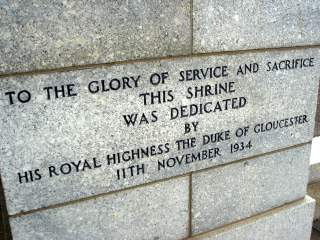 TO THE GLORY OF SERVICE AND SACRIFICE
THIS SHRINE
WAS DEDICATED
BY
HIS ROYAL HIGHNESS THE DUKE OF GLOUCESTER
11TH NOVEMBER 1934